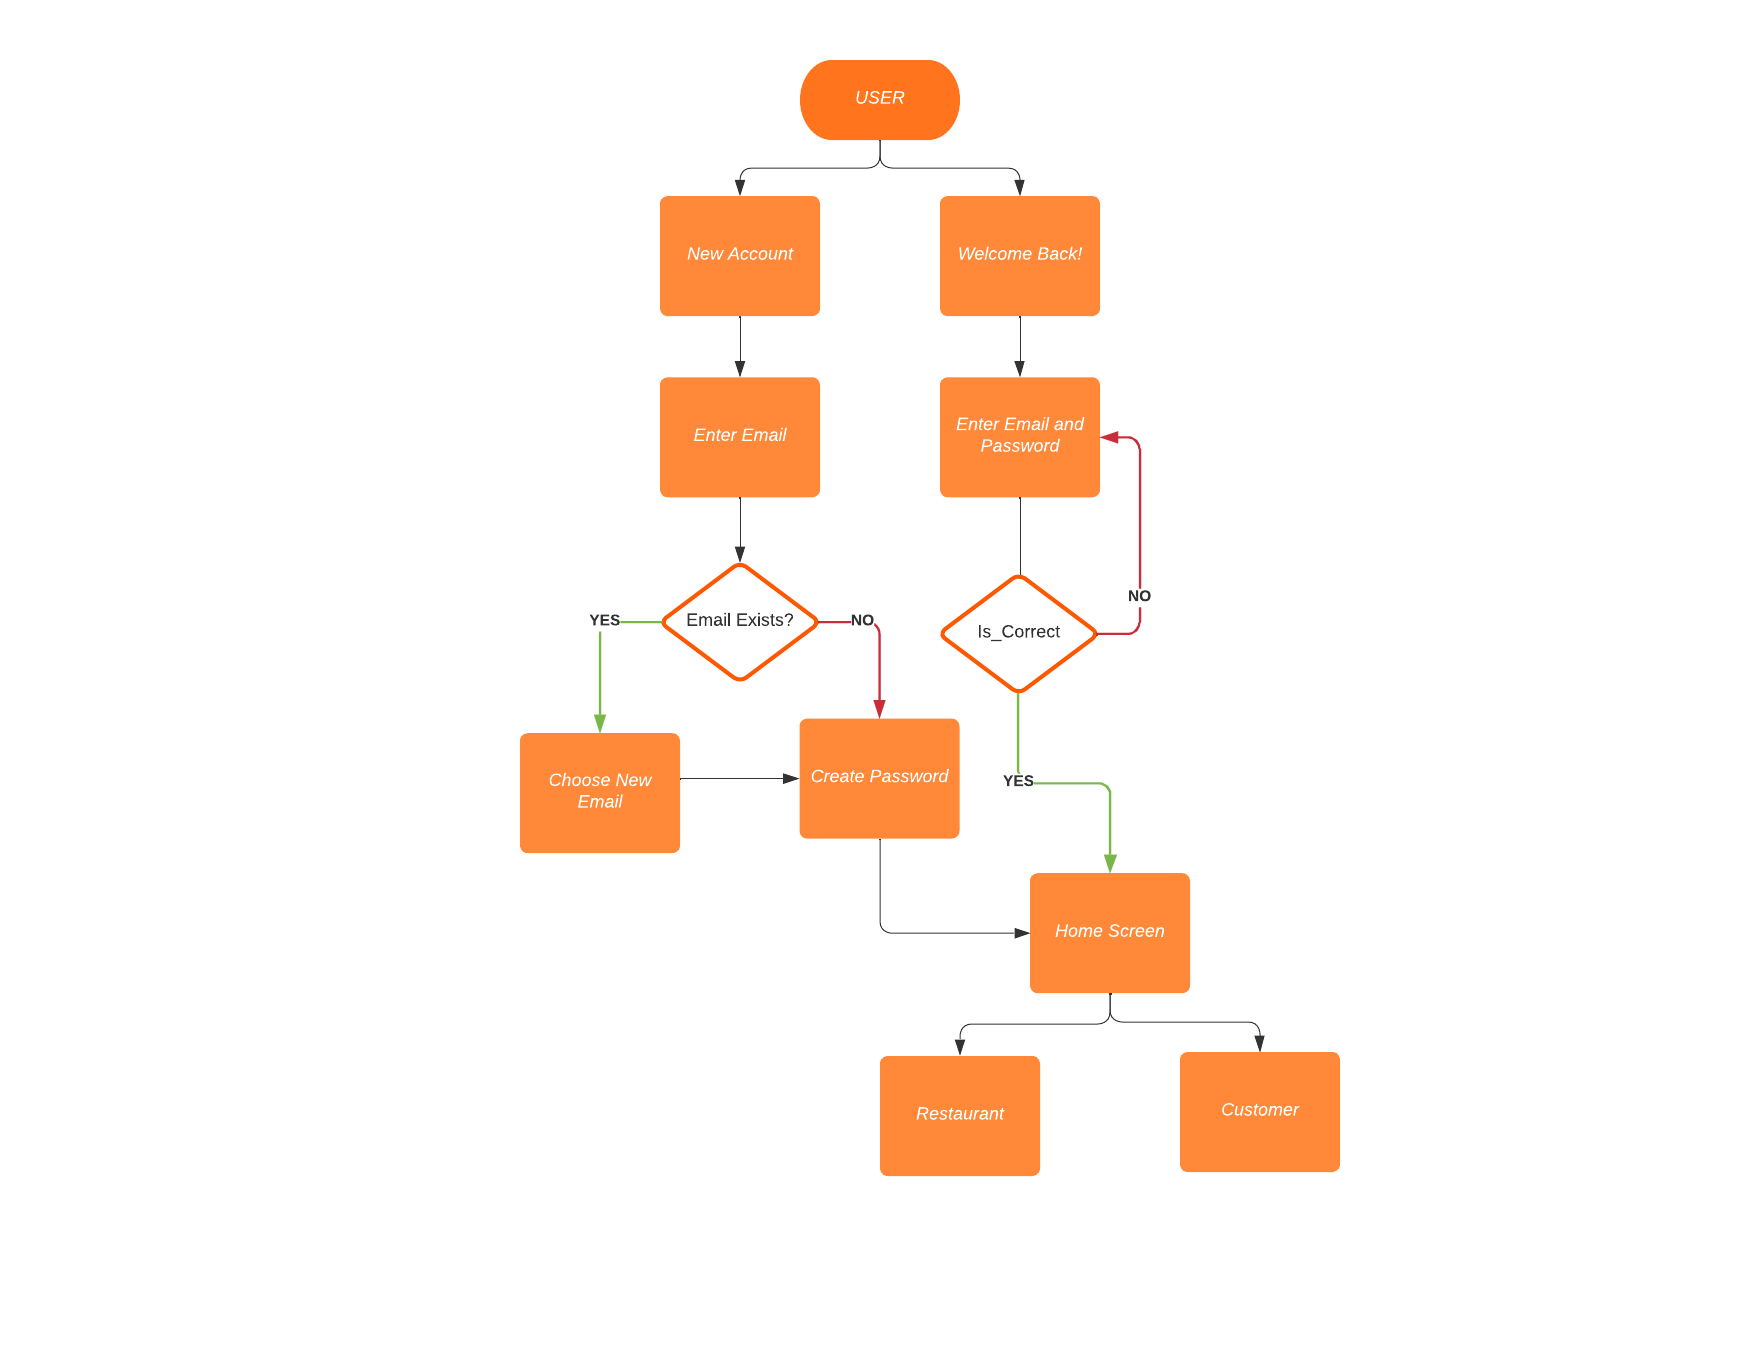 USER
New Account
Welcome Back!
Enter Email
Enter Email and
Password
Email Exists?
YES
NO
Is_Correct
NO
Choose New
Email
Create Password
YES
Home Screen
Restaurant
Customer